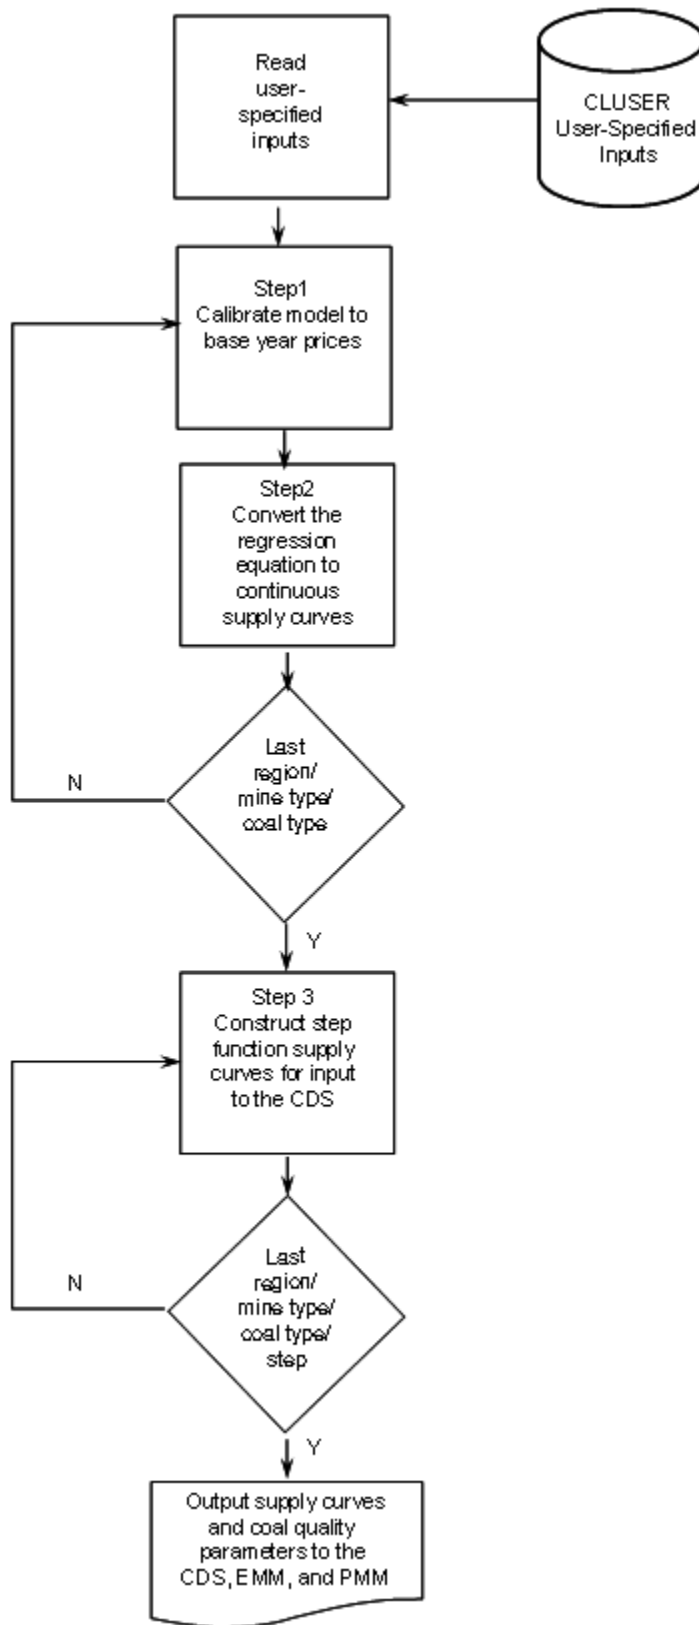 Read
user-
specified
inputs
CLUSER
User-Specified
Inputs
Step1
Calibrate model to
base year prices
Step2
Convert the
regression
equation to
continuous
supply curves
Last
region/
mine type/
coal type
N
Y
Step 3
Construct step
function supply
curves for input
to the CDS
Last
region/
mine type/
coal type/
step
N
Y
Output supply curves
and coal quality
parameters to the
CDS, EMM, and PMM